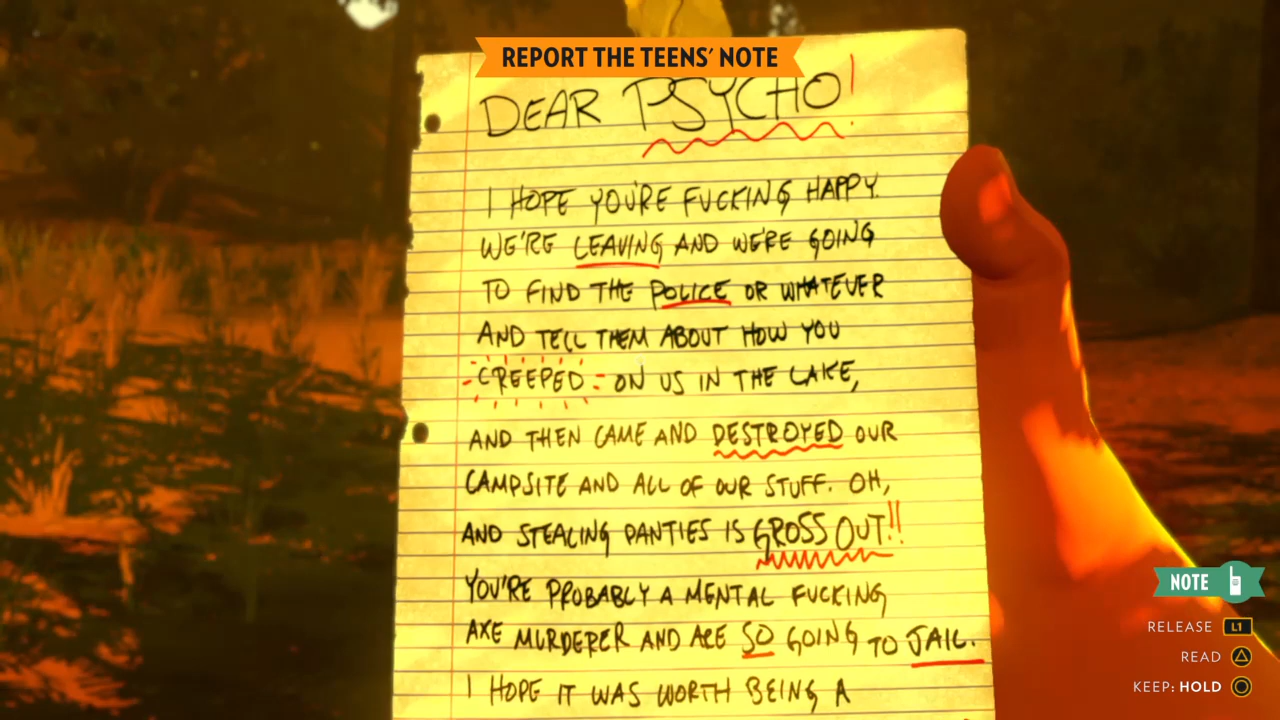 REPORT THE TEENS' NOTE
DEAR PSYCHO!
I HOPE YOU'RE FUCKING HAPPY.
WE'RE LEAVING AND WE'RE GOING
TO FIND THE POLICE OR WHATEVER
AND TELL THEM ABOUT HOW YOU
CREEPED ON US IN THE LAKE,
AND THEN CAME AND DESTROYED OUR
CAMPSITE AND ALL OF OUR STUFF. OH,
AND STEALING PANTIES IS GROSS OUT!!
YOU'RE PROBABLY A MENTAL FUCKING
AXE MURDERER AND ARE SO GOING TO JAIL.
I HOPE IT WAS WORTH BEING A
NOTE
RELEASE L1
READ
KEEP: HOLD